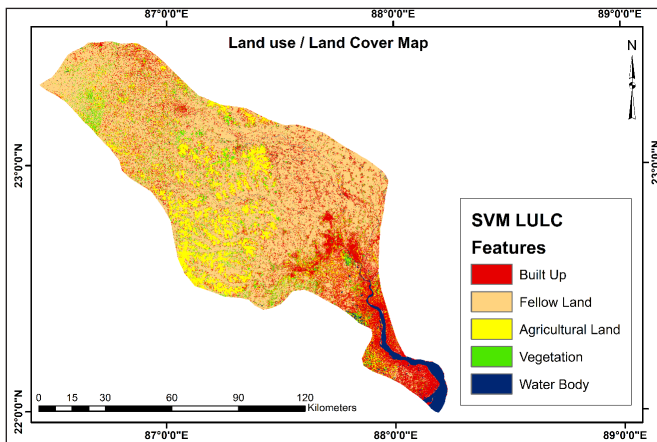 87°0'0"E 88°0'0"E 89°0'0"E
Land use / Land Cover Map
N
23°0'0"N
23°0'0"N
SVM LULC
Features
Built Up
Fellow Land
Agricultural Land
Vegetation
Water Body
0 15 30 60 90 120
Kilometers
22°0'0"N
22°0'0"N
87°0'0"E 88°0'0"E 89°0'0"E